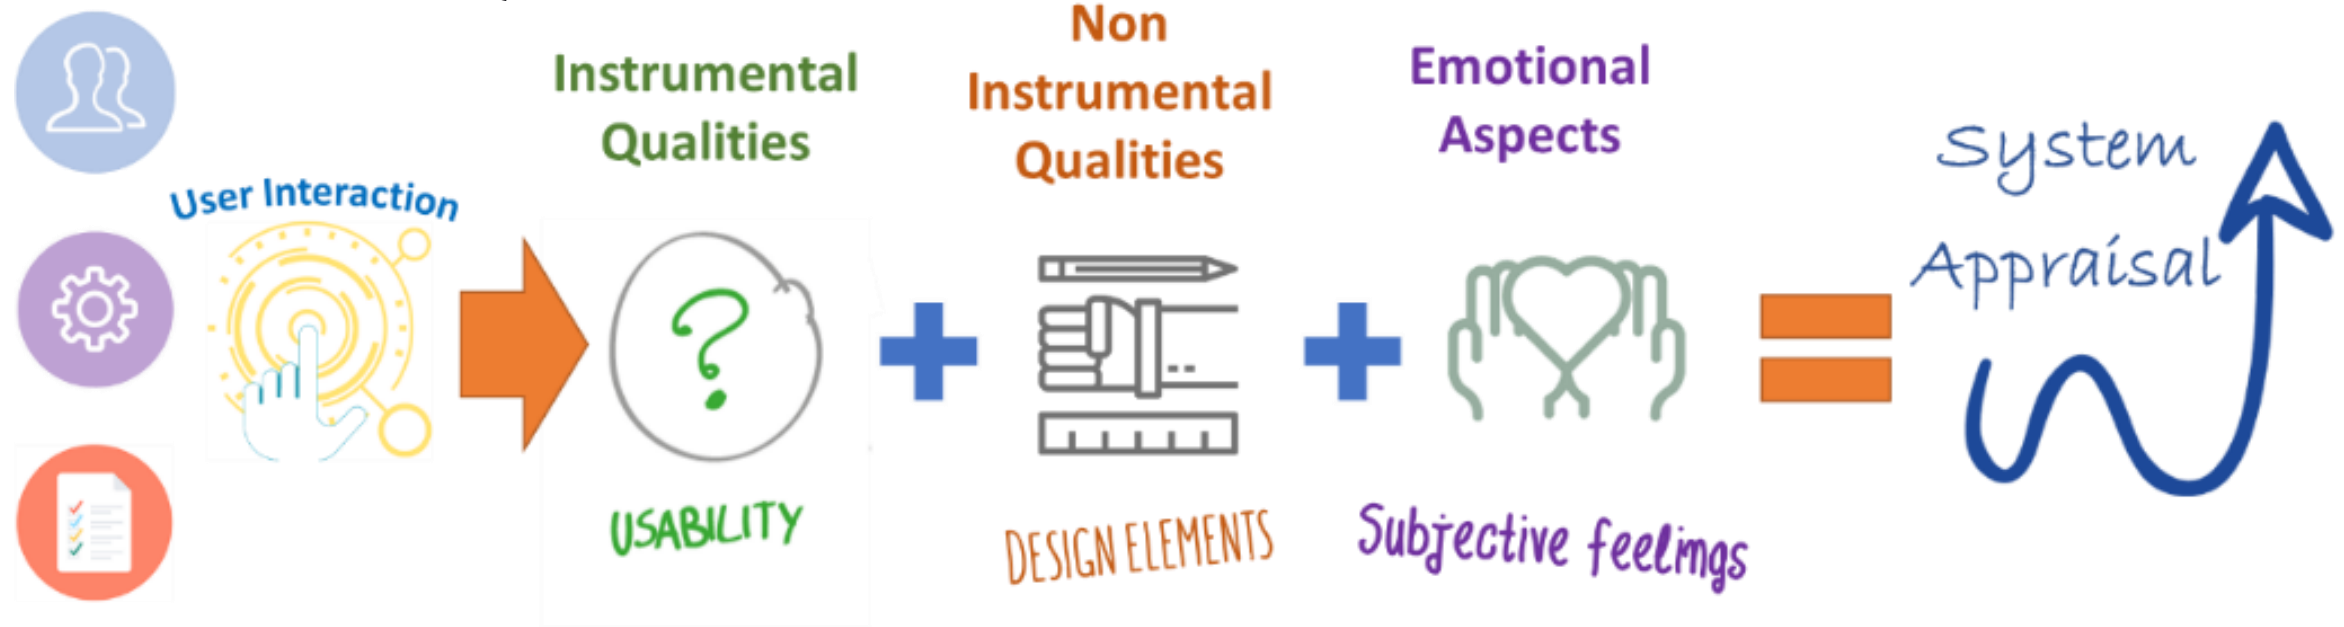 User Interaction
Instrumental
Qualities
USABILITY
Non
Instrumental
Qualities
DESIGN ELEMENTS
Emotional
Aspects
Subjective feelings
System
Appraisal